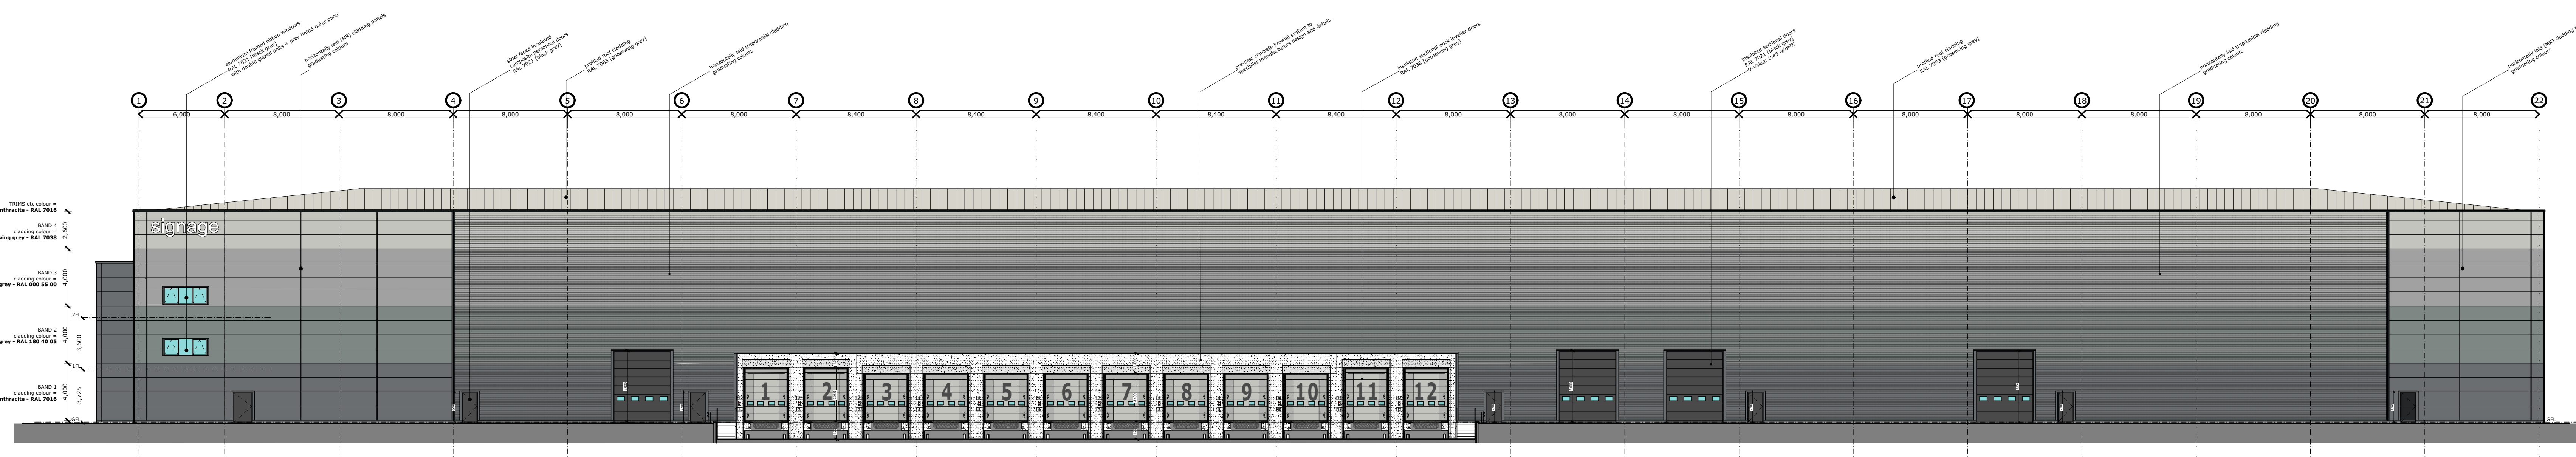 aluminium framed ribbon windows
RAL 7021 [black grey]
with double glazed units + grey tinted outer pane
horizontally laid (MR) cladding panels
graduating colours
steel faced insulated
composite personnel doors
RAL 7021 [black grey]
profiled roof cladding
RAL 7083 [goosewing grey]
horizontally laid trapezoidal cladding
graduating colours
pre-cast concrete Prowall system to
specialist manufacturers design and details
insulated sectional dock leveller doors
RAL 7038 [goosewing grey]
insulated sectional doors
RAL 7021 [black grey]
profiled roof cladding
RAL 7083 [goosewing grey]
horizontally laid trapezoidal cladding
graduating colours
horizontally laid (MR) cladding
graduating colours
1 2 3 4 5 6 7 8 9 10 11 12 13 14 15 16 17 18 19 20 21 22
6,000 8,000 8,000 8,000 8,000 8,000 8,400 8,400 8,400 8,400 8,400 8,000 8,000 8,000 8,000 8,000 8,000 8,000 8,000 8,000 8,000
TRIMS etc colour =
nthracite - RAL 7016
BAND 4
cladding colour =
wing grey - RAL 7038
2,600
signage
BAND 3
cladding colour =
grey - RAL 000 55 00
4,000
2FL
BAND 2
cladding colour =
grey - RAL 180 40 05
4,000
3,600
1FL
BAND 1
cladding colour =
nthracite - RAL 7016
4,000
3,725
GFL
1 2 3 4 5 6 7 8 9 10 11 12
GFL